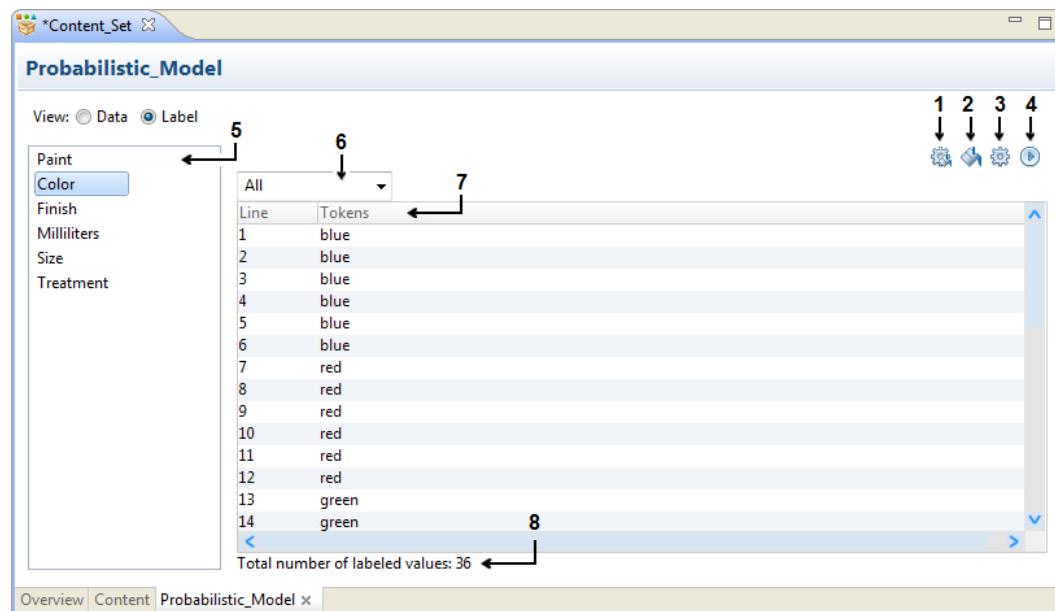 *Content_Set
Probabilistic_Model
1 2 3 4
View: Data Label
5
6
Paint
7
Color
All
Finish
Line Tokens
Milliliters
1 blue
Size
2 blue
Treatment
3 blue
4 blue
5 blue
6 blue
7 red
8 red
9 red
10 red
11 red
12 red
13 green
14 green
8
Total number of labeled values: 36
Overview Content Probabilistic_Model